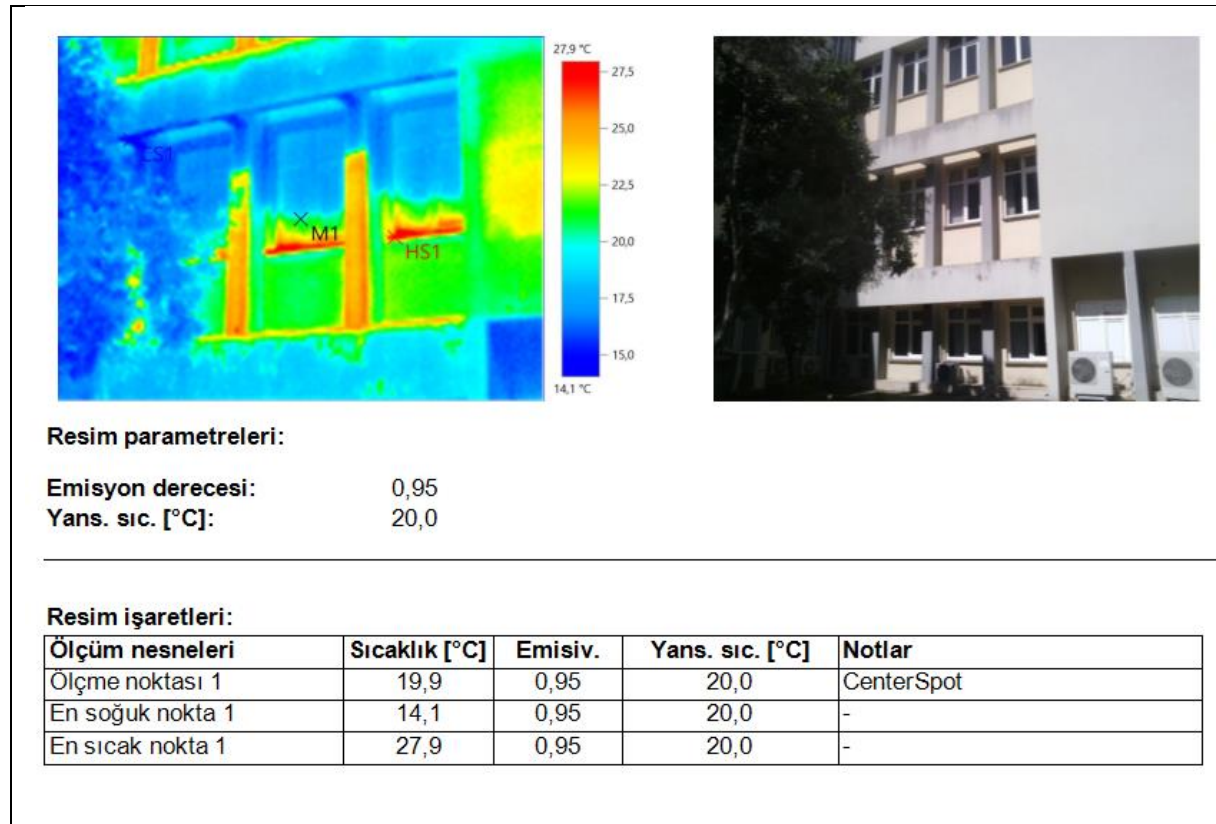 27,9 °C
27,5
25,0
22,5
20,0
17,5
15,0
14,1 °C
CS1
M1
HS1
Resim parametreleri:
Emisyon derecesi: 0,95
Yans. sıc. [°C]: 20,0
Resim işaretleri:
Ölçüm nesneleri Sıcaklık [°C] Emisiv. Yans. sıc. [°C] Notlar
Ölçme noktası 1 19,9 0,95 20,0 CenterSpot
En soğuk nokta 1 14,1 0,95 20,0 -
En sıcak nokta 1 27,9 0,95 20,0 -